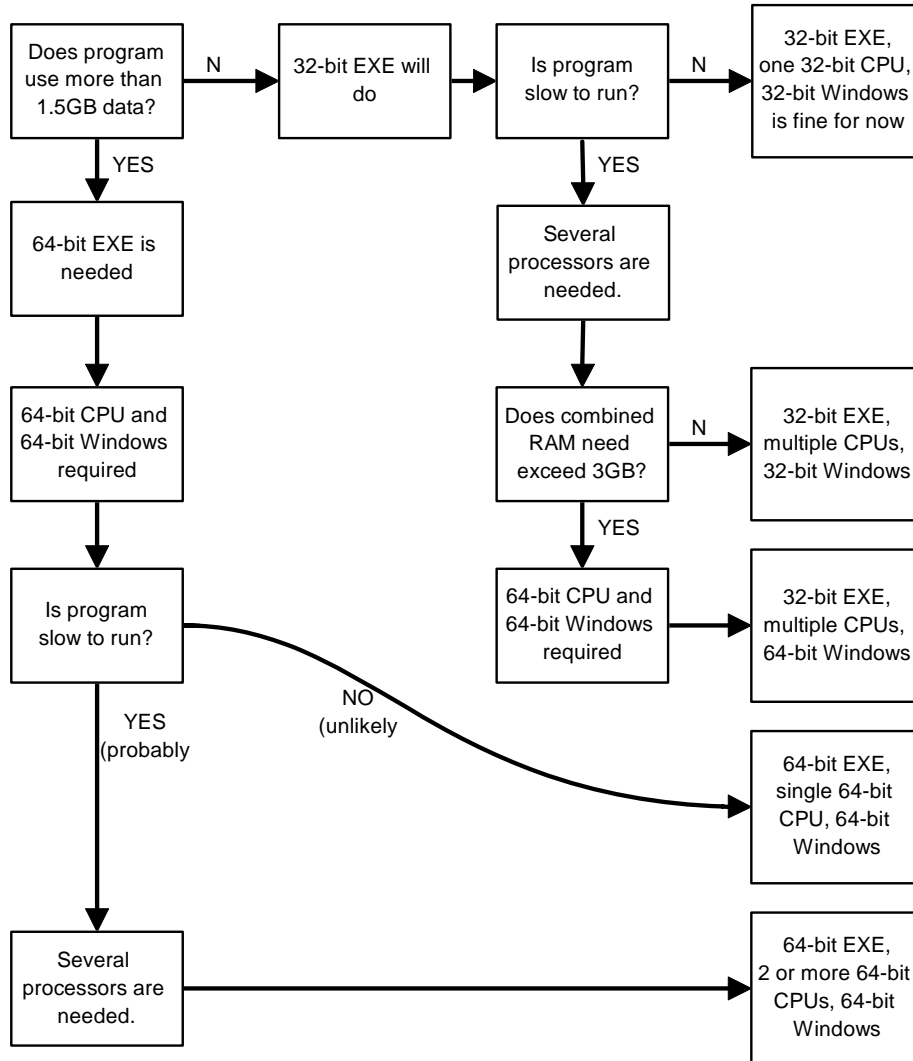 Does program
use more than
1.5GB data?
N
32-bit EXE will
do
Is program
slow to run?
N
32-bit EXE,
one 32-bit CPU,
32-bit Windows
is fine for now
YES
YES
64-bit EXE is
needed
Several
processors are
needed.
64-bit CPU and
64-bit Windows
required
Does combined
RAM need
exceed 3GB?
N
32-bit EXE,
multiple CPUs,
32-bit Windows
YES
Is program
slow to run?
64-bit CPU and
64-bit Windows
required
32-bit EXE,
multiple CPUs,
64-bit Windows
YES
(probably
NO
(unlikely
64-bit EXE,
single 64-bit
CPU, 64-bit
Windows
Several
processors are
needed.
64-bit EXE,
2 or more 64-bit
CPUs, 64-bit
Windows